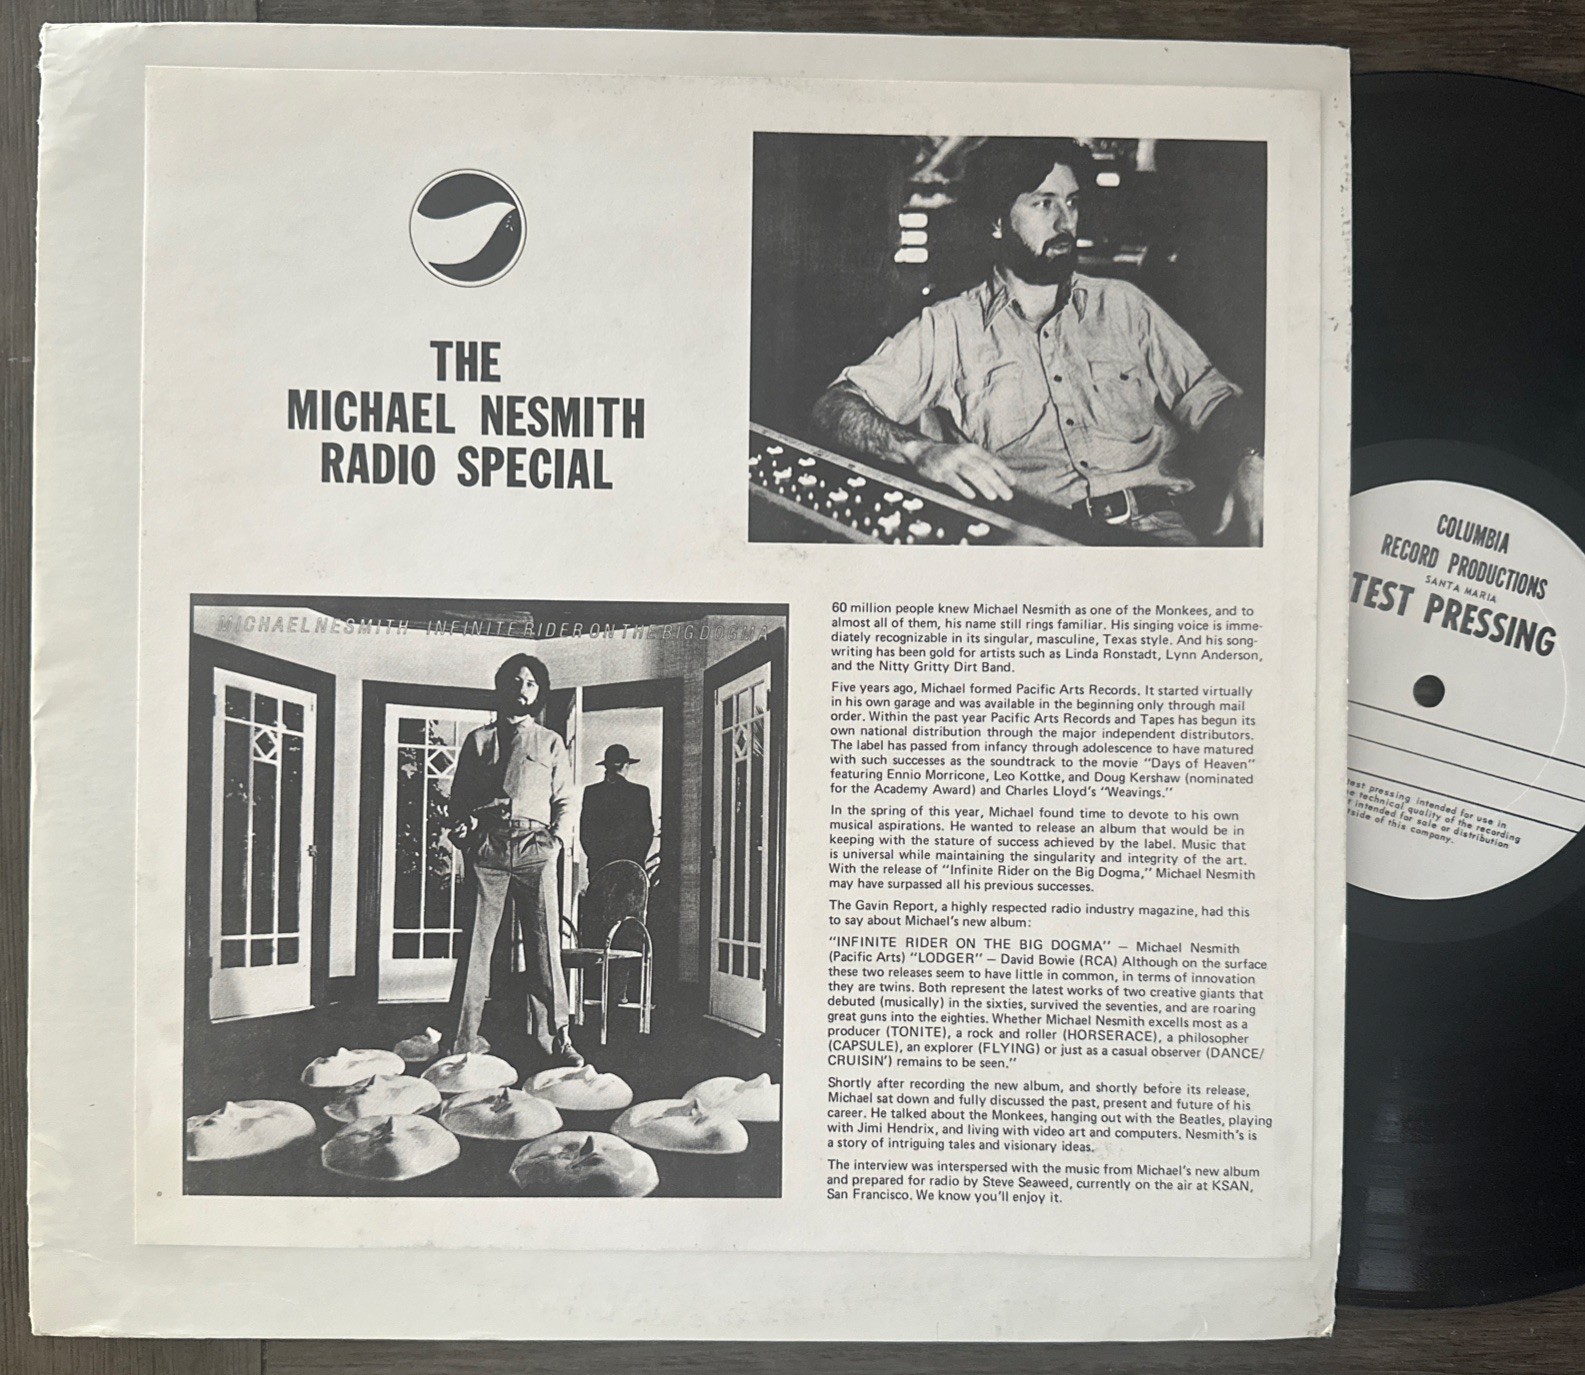 THE
MICHAEL NESMITH
RADIO SPECIAL
MICHAEL NESMITH INFINITE RIDER ON THE BIG DOGMA
60 million people knew Michael Nesmith as one of the Monkees, and to
almost all of them, his name still rings familiar. His singing voice is imme-
diately recognizable in its singular, masculine, Texas style. And his song-
writing has been gold for artists such as Linda Ronstadt, Lynn Anderson,
and the Nitty Gritty Dirt Band.
Five years ago, Michael formed Pacific Arts Records. It started virtually
in his own garage and was available in the beginning only through mail
order. Within the past year Pacific Arts Records and Tapes has begun its
own national distribution through the major independent distributors.
The label has passed from infancy through adolescence to have matured
with such successes as the soundtrack to the movie "Days of Heaven"
featuring Ennio Morricone, Leo Kottke, and Doug Kershaw (nominated
for the Academy Award) and Charles Lloyd's "Weavings."
In the spring of this year, Michael found time to devote to his own
musical aspirations. He wanted to release an album that would be in
keeping with the stature of success achieved by the label. Music that
is universal while maintaining the singularity and integrity of the art.
With the release of "Infinite Rider on the Big Dogma," Michael Nesmith
may have surpassed all his previous successes.
The Gavin Report, a highly respected radio industry magazine, had this
to say about Michael's new album:
"INFINITE RIDER ON THE BIG DOGMA" — Michael Nesmith
(Pacific Arts) "LODGER" — David Bowie (RCA) Although on the surface
these two releases seem to have little in common, in terms of innovation
they are twins. Both represent the latest works of two creative giants that
debuted (musically) in the sixties, survived the seventies, and are roaring
great guns into the eighties. Whether Michael Nesmith excells most as a
producer (TONITE), a rock and roller (HORSERACE), a philosopher
(CAPSULE), an explorer (FLYING) or just as a casual observer (DANCE/
CRUISIN') remains to be seen."
Shortly after recording the new album, and shortly before its release,
Michael sat down and fully discussed the past, present and future of his
career. He talked about the Monkees, hanging out with the Beatles, playing
with Jimi Hendrix, and living with video art and computers. Nesmith's is
a story of intriguing tales and visionary ideas.
The interview was interspersed with the music from Michael's new album
and prepared for radio by Steve Seaweed, currently on the air at KSAN,
San Francisco. We know you'll enjoy it.
COLUMBIA
RECORD PRODUCTIONS
SANTA MARIA
TEST PRESSING
test pressing intended for use in
technical quality of the recording
intended for sale or distribution
of this company.